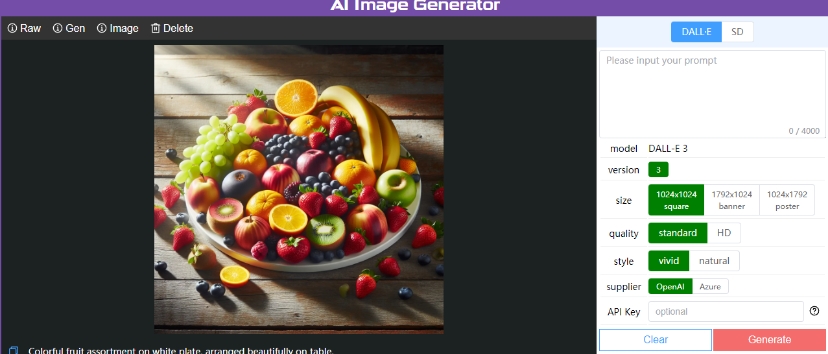 AI Image Generator
Raw Gen Image Delete
DALL·E SD
Please input your prompt
0 / 4000
model DALL-E 3
version 3
size 1024x1024 square 1792x1024 banner 1024x1792 poster
quality standard HD
style vivid natural
supplier OpenAI Azure
API Key optional
Clear Generate
Colorful fruit assortment on white plate, arranged beautifully on table.